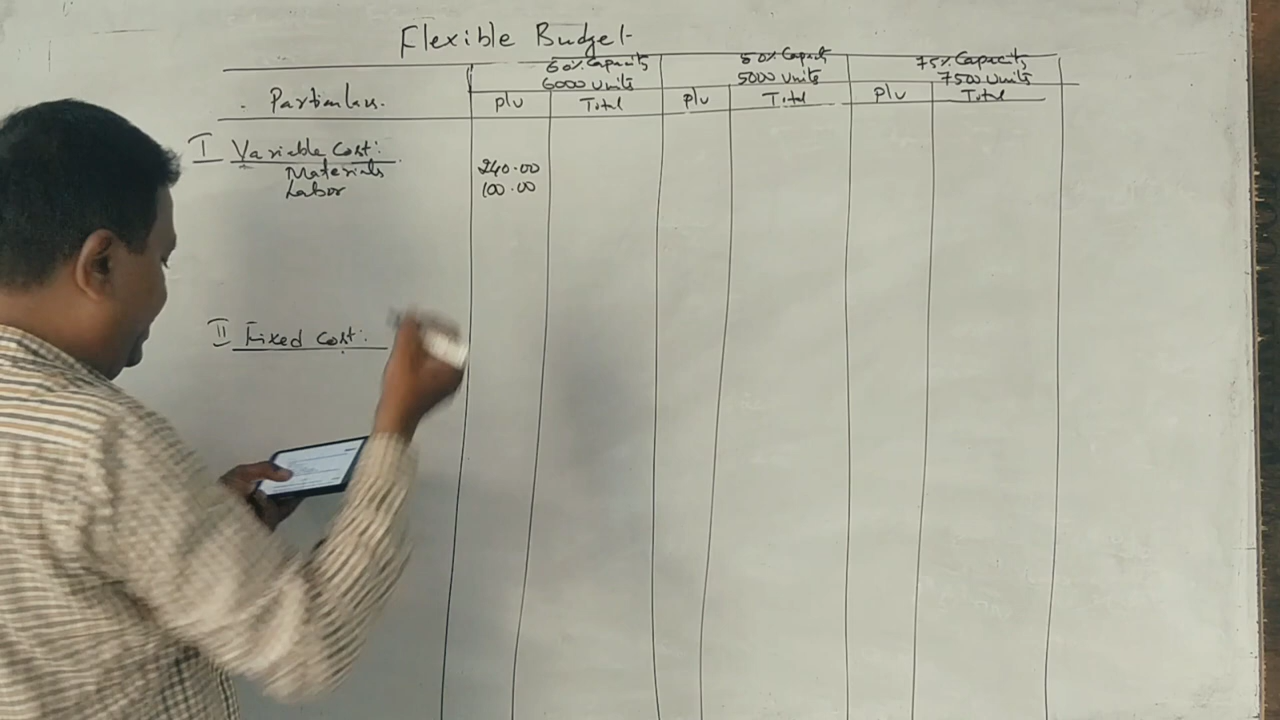 Flexible Budget
60% Capacity 50% Capacity 75% Capacity
6000 Units 5000 Units 7500 Units
Particulars. P/U Total P/U Total P/U Total
I Variable Cost:
Materials 240.00
Labor 100.00
II Fixed Cost: